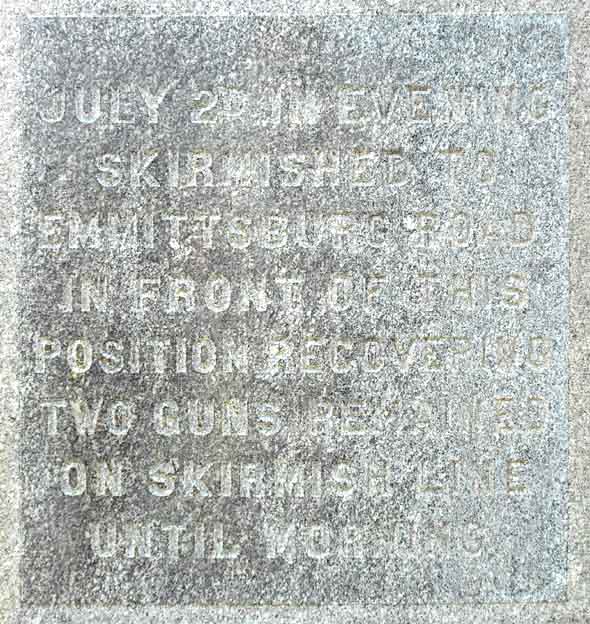 JULY 2D IN EVENING
SKIRMISHED TO
EMMITTSBURG ROAD
IN FRONT OF THIS
POSITION RECOVERING
TWO GUNS REMAINED
ON SKIRMISH LINE
UNTIL MORNING